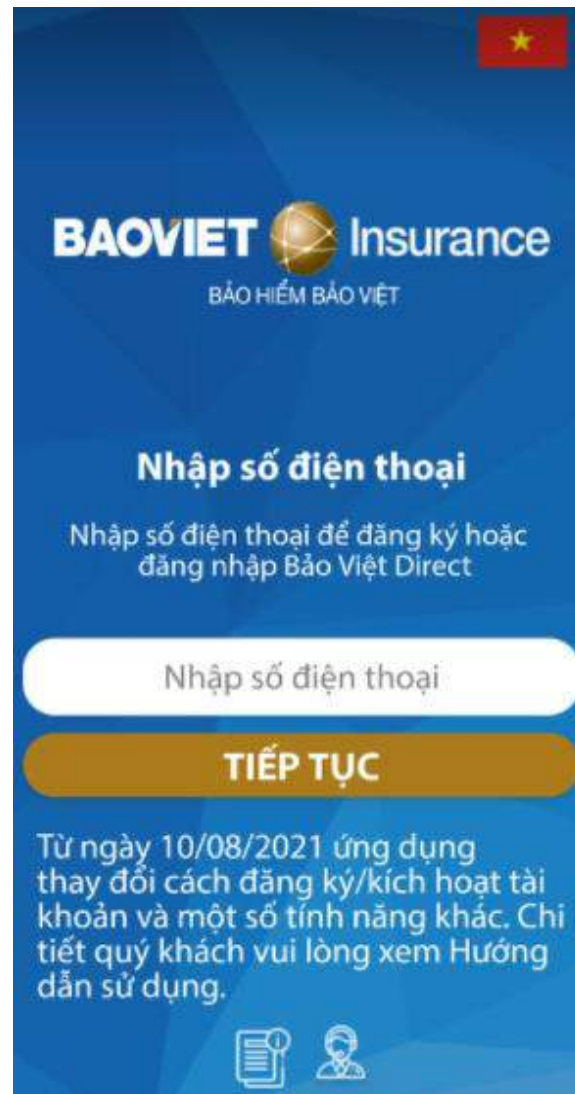 BAOVIET Insurance
BẢO HIỂM BẢO VIỆT
Nhập số điện thoại
Nhập số điện thoại để đăng ký hoặc
đăng nhập Bảo Việt Direct
Nhập số điện thoại
TIẾP TỤC
Từ ngày 10/08/2021 ứng dụng
thay đổi cách đăng ký/kích hoạt tài
khoản và một số tính năng khác. Chi
tiết quý khách vui lòng xem Hướng
dẫn sử dụng.